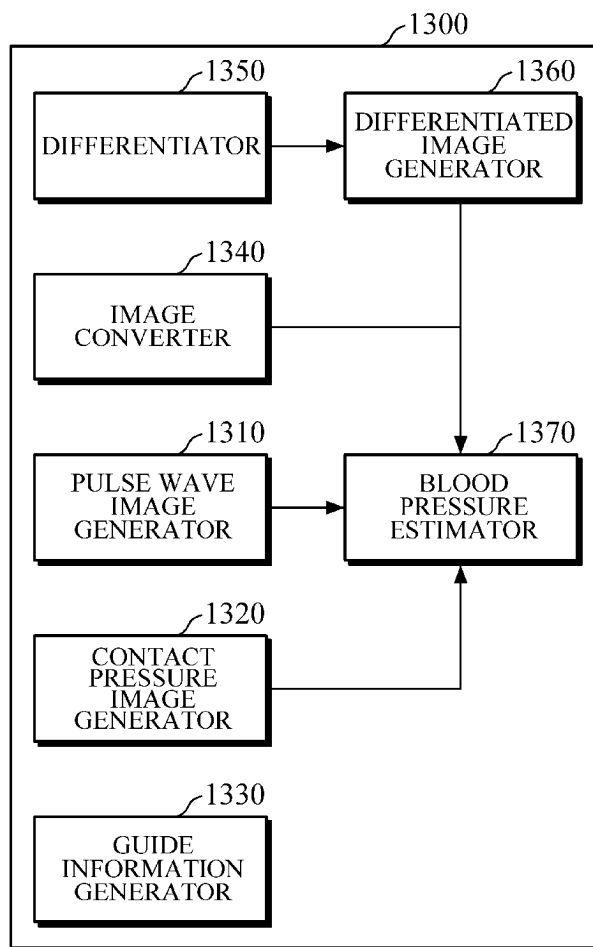 1300
1350
1360
DIFFERENTIATOR
DIFFERENTIATED
IMAGE
GENERATOR
1340
IMAGE
CONVERTER
1310
1370
PULSE WAVE
IMAGE
GENERATOR
BLOOD
PRESSURE
ESTIMATOR
1320
CONTACT
PRESSURE
IMAGE
GENERATOR
1330
GUIDE
INFORMATION
GENERATOR